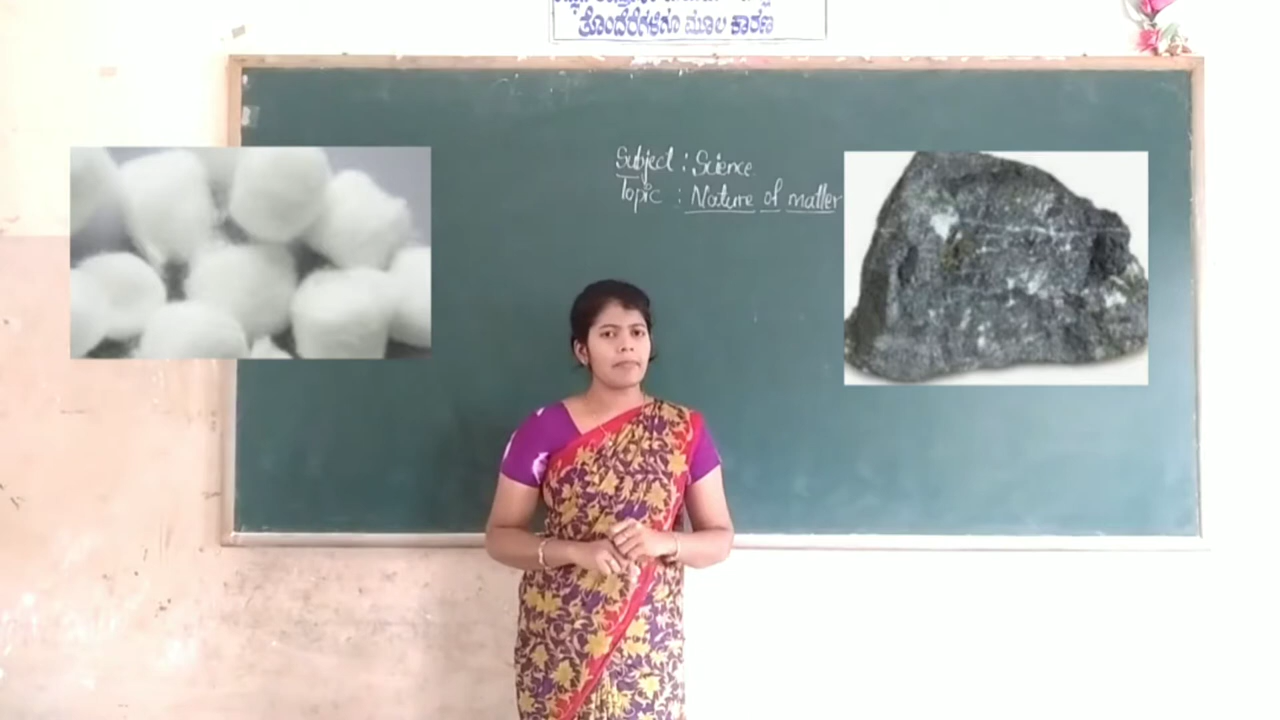 ತೊಂದರೆಗಳಿಗೂ ಮೂಲ ಕಾರಣ
Subject : Science
Topic : Nature of matter